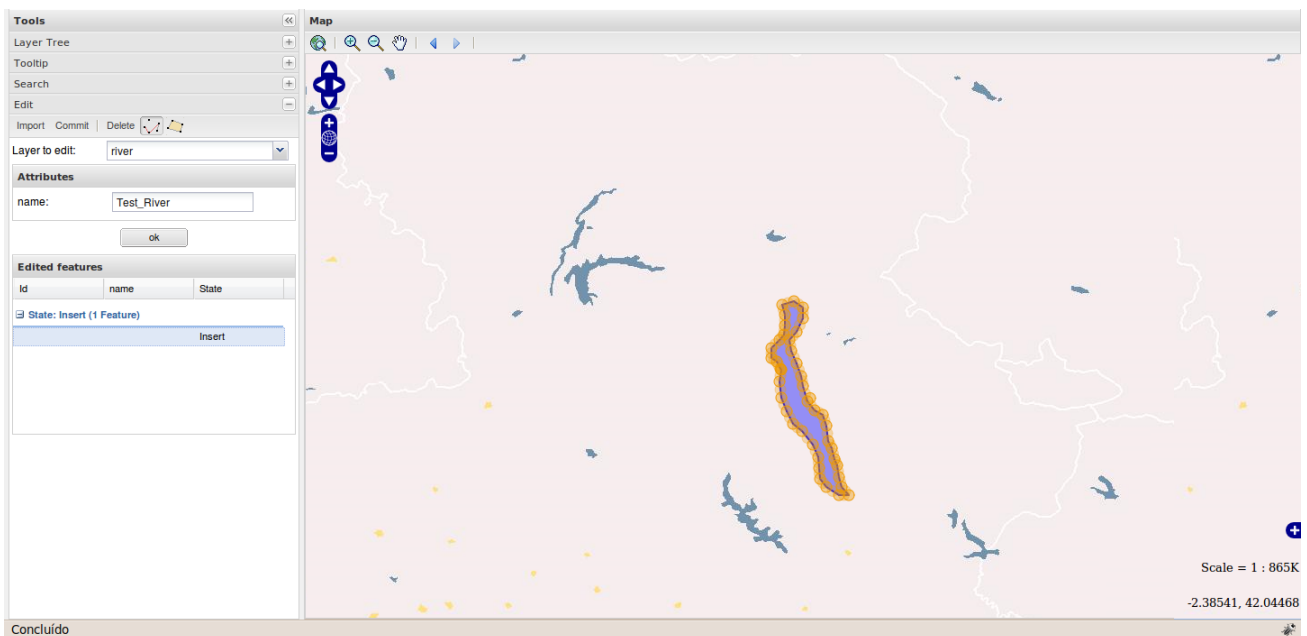 Tools
Map
Layer Tree
Tooltip
Search
Edit
Import Commit Delete
Layer to edit: river
Attributes
name: Test_River
ok
Edited features
Id name State
State: Insert (1 Feature)
Insert
Scale = 1 : 865K
-2.38541, 42.04468
Concluído